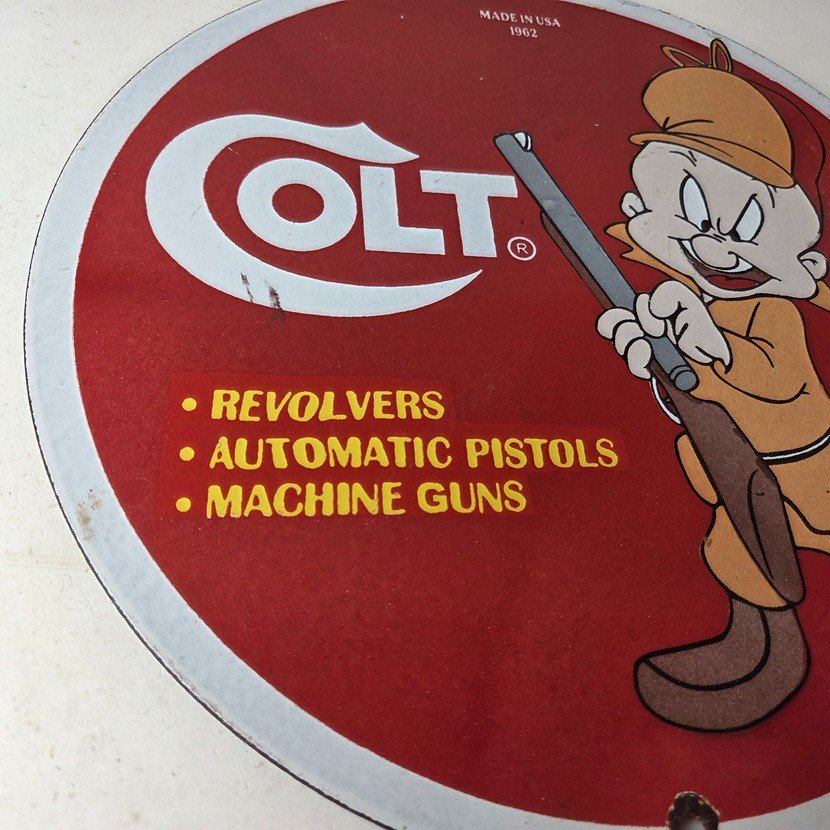 MADE IN USA
1962
COLT®
• REVOLVERS
• AUTOMATIC PISTOLS
• MACHINE GUNS